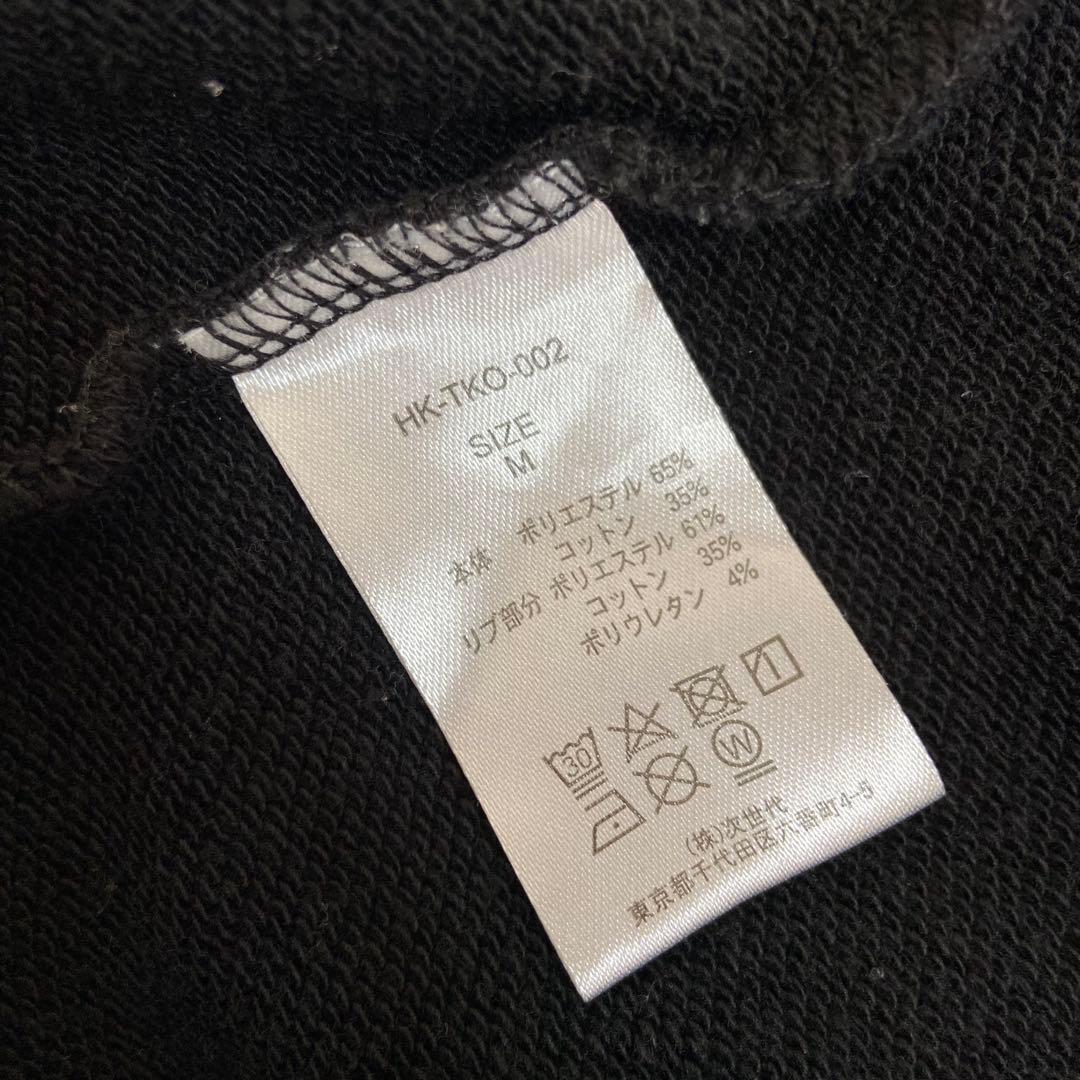 HK-TKO-002
SIZE
M
本体 ポリエステル 65%
コットン 35%
リブ部分 ポリエステル 61%
コットン 35%
ポリウレタン 4%
30
W
1
(株)次世代
東京都千代田区六番町4-5